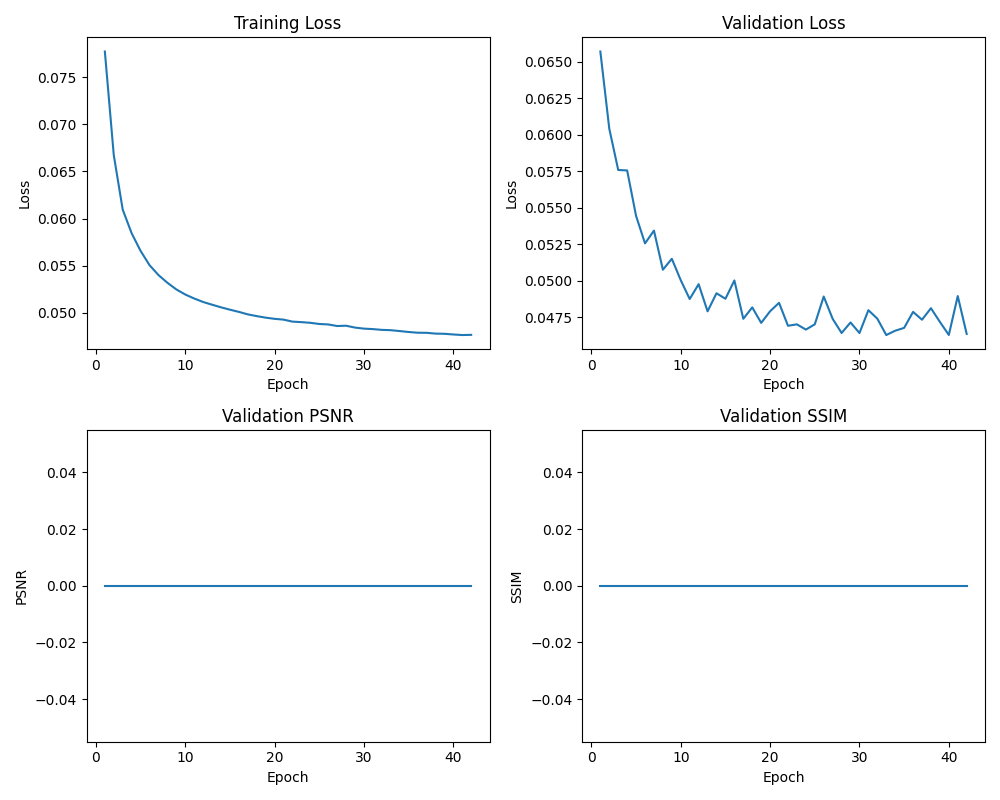 Training Loss
0.075
0.070
0.065
0.060
0.055
0.050
Loss
0 10 20 30 40
Epoch
Validation Loss
0.0650
0.0625
0.0600
0.0575
0.0550
0.0525
0.0500
0.0475
Loss
0 10 20 30 40
Epoch
Validation PSNR
0.04
0.02
0.00
−0.02
−0.04
PSNR
0 10 20 30 40
Epoch
Validation SSIM
0.04
0.02
0.00
−0.02
−0.04
SSIM
0 10 20 30 40
Epoch